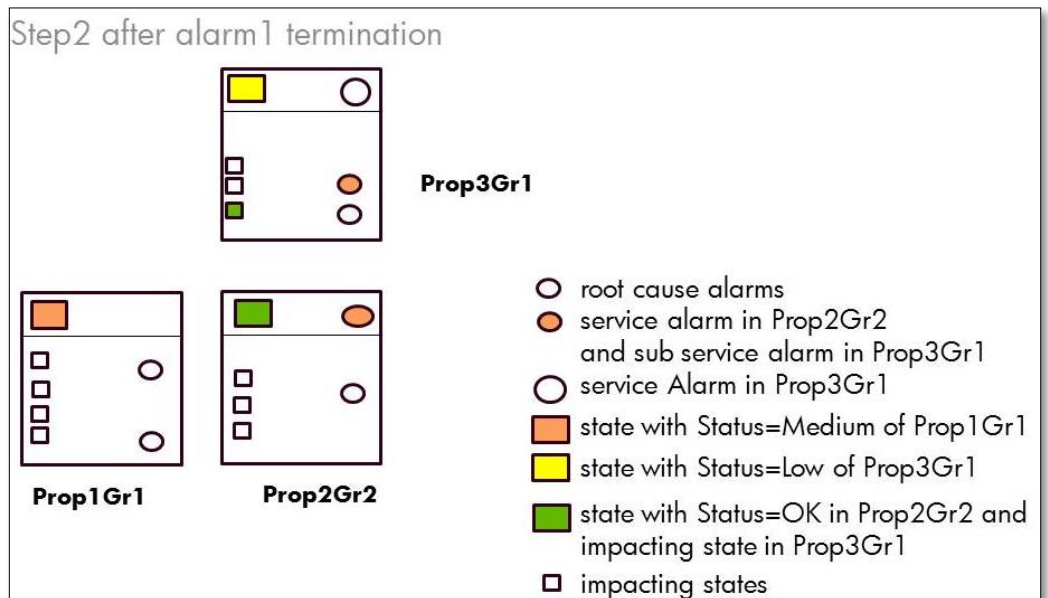 Step2 after alarm1 termination
Prop3Gr1
Prop1Gr1
Prop2Gr2
root cause alarms
service alarm in Prop2Gr2
and sub service alarm in Prop3Gr1
service Alarm in Prop3Gr1
state with Status=Medium of Prop1Gr1
state with Status=Low of Prop3Gr1
state with Status=OK in Prop2Gr2 and
impacting state in Prop3Gr1
impacting states